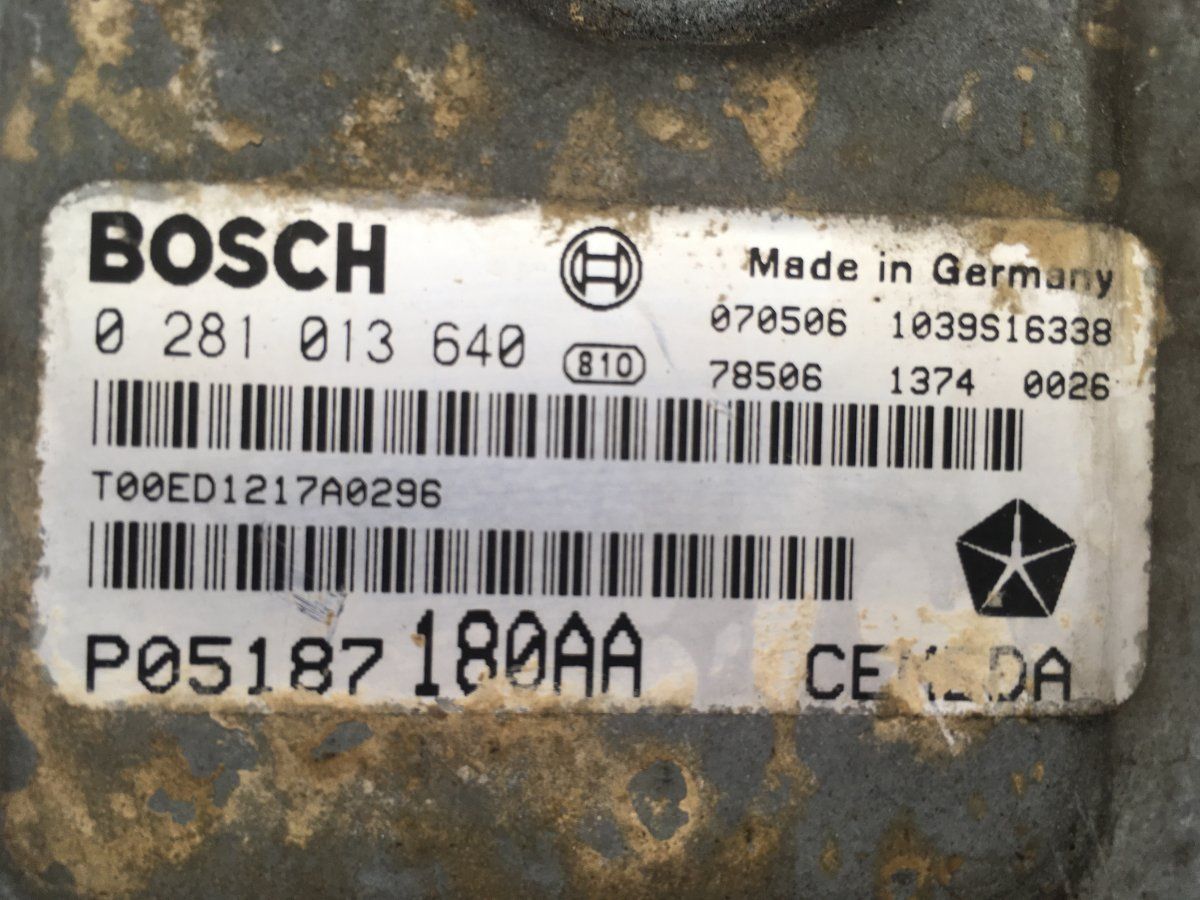 BOSCH
Made in Germany
0 281 013 640
810
070506 1039S16338
78506 1374 0026
T00ED1217A0296
P05187180AA